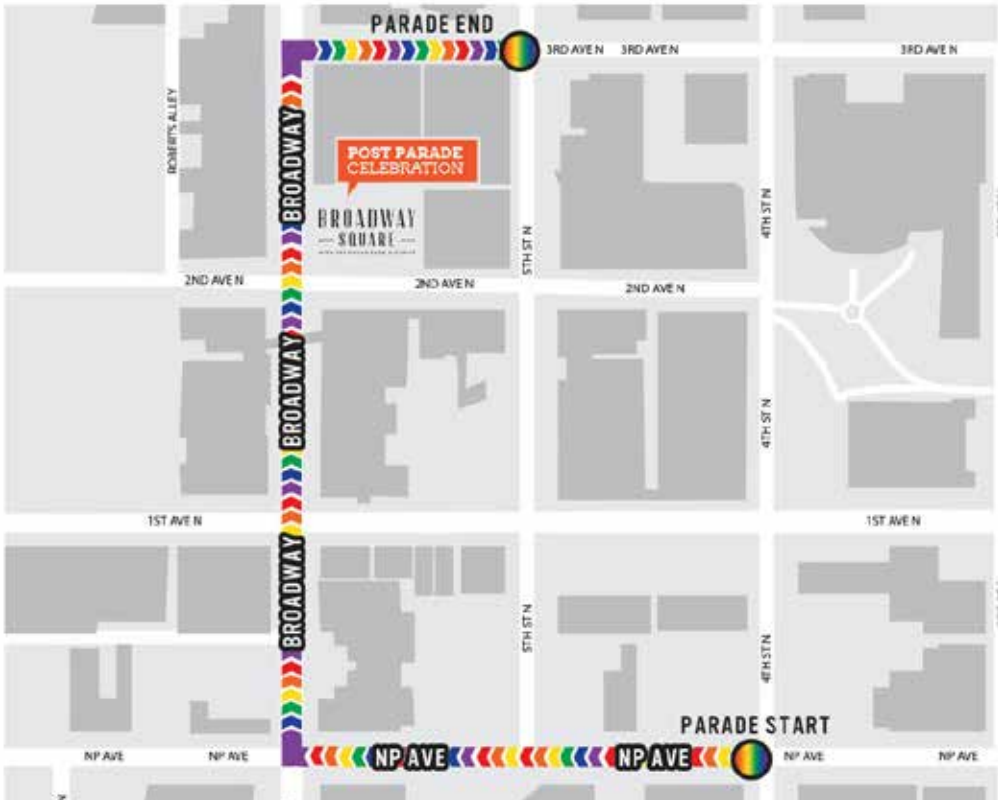 PARADE END
3RD AVE N
3RD AVE N
3RD AVE N
ROBERTS ALLEY
BROADWAY
POST PARADE
CELEBRATION
BROADWAY
SQUARE
5TH ST N
4TH ST N
2ND AVE N
2ND AVE N
2ND AVE N
BROADWAY
4TH ST N
1ST AVE N
1ST AVE N
BROADWAY
5TH ST N
4TH ST N
PARADE START
NP AVE
NP AVE
NP AVE
NP AVE
NP AVE
NP AVE